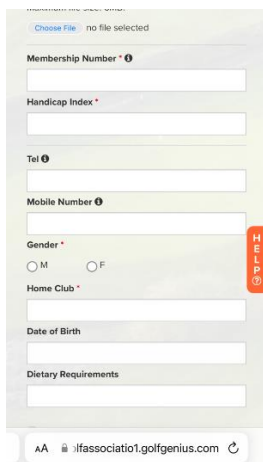 Choose File no file selected
Membership Number *
Handicap Index *
Tel
Mobile Number
Gender *
M F
HELP
Home Club *
Date of Birth
Dietary Requirements
AA lfassociatio1.golfgenius.com